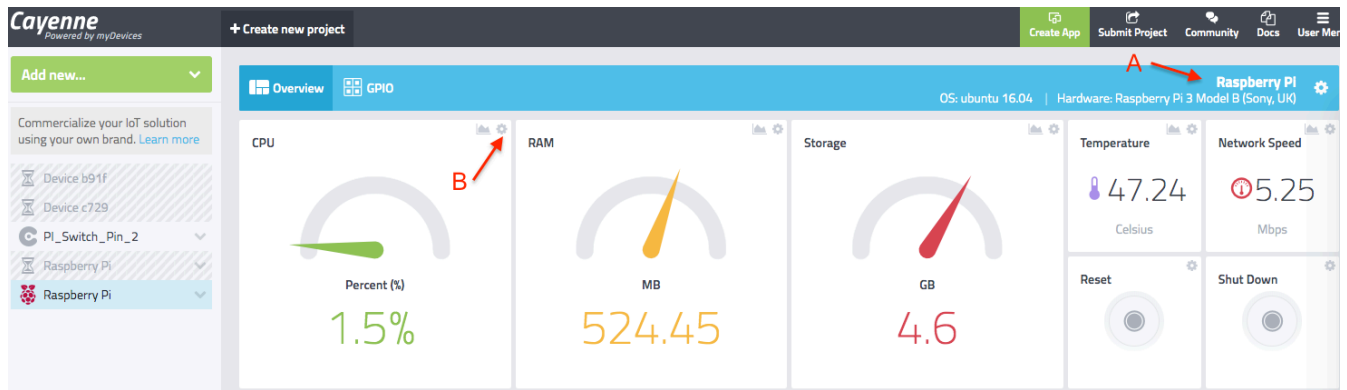 Cayenne
Powered by myDevices
+ Create new project
Create App
Submit Project
Community
Docs
User Mer
A
Add new...
Overview
GPIO
Raspberry Pi
OS: ubuntu 16.04 | Hardware: Raspberry Pi 3 Model B (Sony, UK)
Commercialize your IoT solution
using your own brand. Learn more
Device b91f
Device c729
PI_Switch_Pin_2
Raspberry Pi
Raspberry Pi
CPU
B
Percent (%)
1.5%
RAM
MB
524.45
Storage
GB
4.6
Temperature
47.24
Celsius
Network Speed
5.25
Mbps
Reset
Shut Down